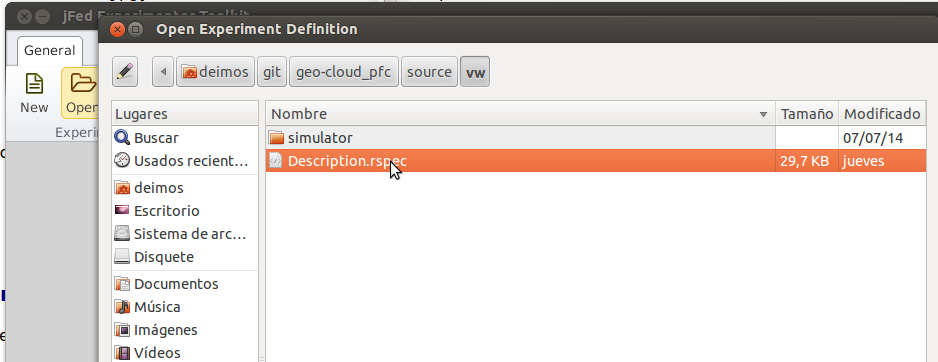 jFed Experimenter Toolkit
Open Experiment Definition
General
New
Open
Experi
deimos
git
geo-cloud_pfc
source
vw
Lugares
Buscar
Usados recient...
deimos
Escritorio
Sistema de arc...
Disquete
Documentos
Música
Imágenes
Vídeos
Nombre Tamaño Modificado
simulator 07/07/14
Description.rspec 29,7 KB jueves